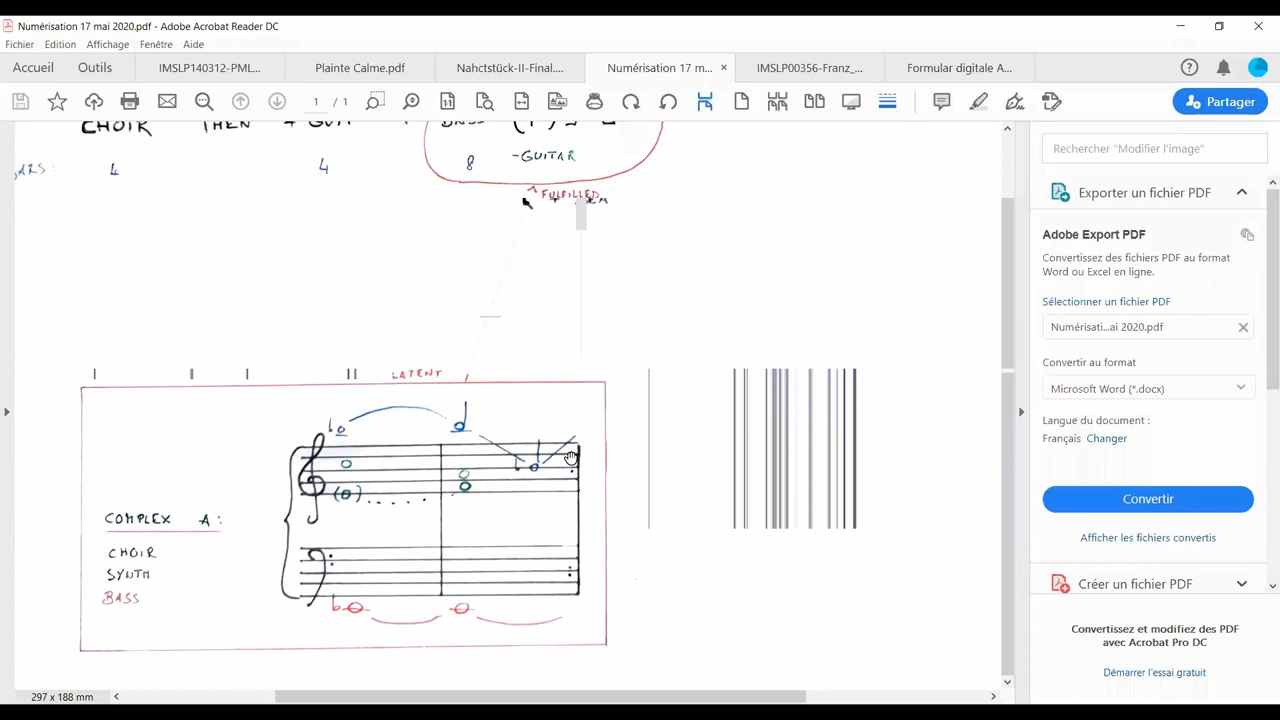 Numérisation 17 mai 2020.pdf - Adobe Acrobat Reader DC
Fichier Edition Affichage Fenêtre Aide
Accueil Outils IMSLP140312-PML... Plainte Calme.pdf Nahctstück-II-Final.... Numérisation 17 m... × IMSLP00356-Franz_... Formular digitale A...
1 / 1
Partager
CHOIR THEN + GUIT BASS
ARS: 4 4 8 -GUITAR
FULFILLED
LATENT
COMPLEX A:
CHOIR
SYNTH
BASS
297 x 188 mm
Rechercher "Modifier l'image"
Exporter un fichier PDF
Adobe Export PDF
Convertissez des fichiers PDF au format
Word ou Excel en ligne.
Sélectionner un fichier PDF
Numérisati...ai 2020.pdf
Convertir au format
Microsoft Word (*.docx)
Langue du document :
Français Changer
Convertir
Afficher les fichiers convertis
Créer un fichier PDF
Convertissez et modifiez des PDF
avec Acrobat Pro DC
Démarrer l'essai gratuit